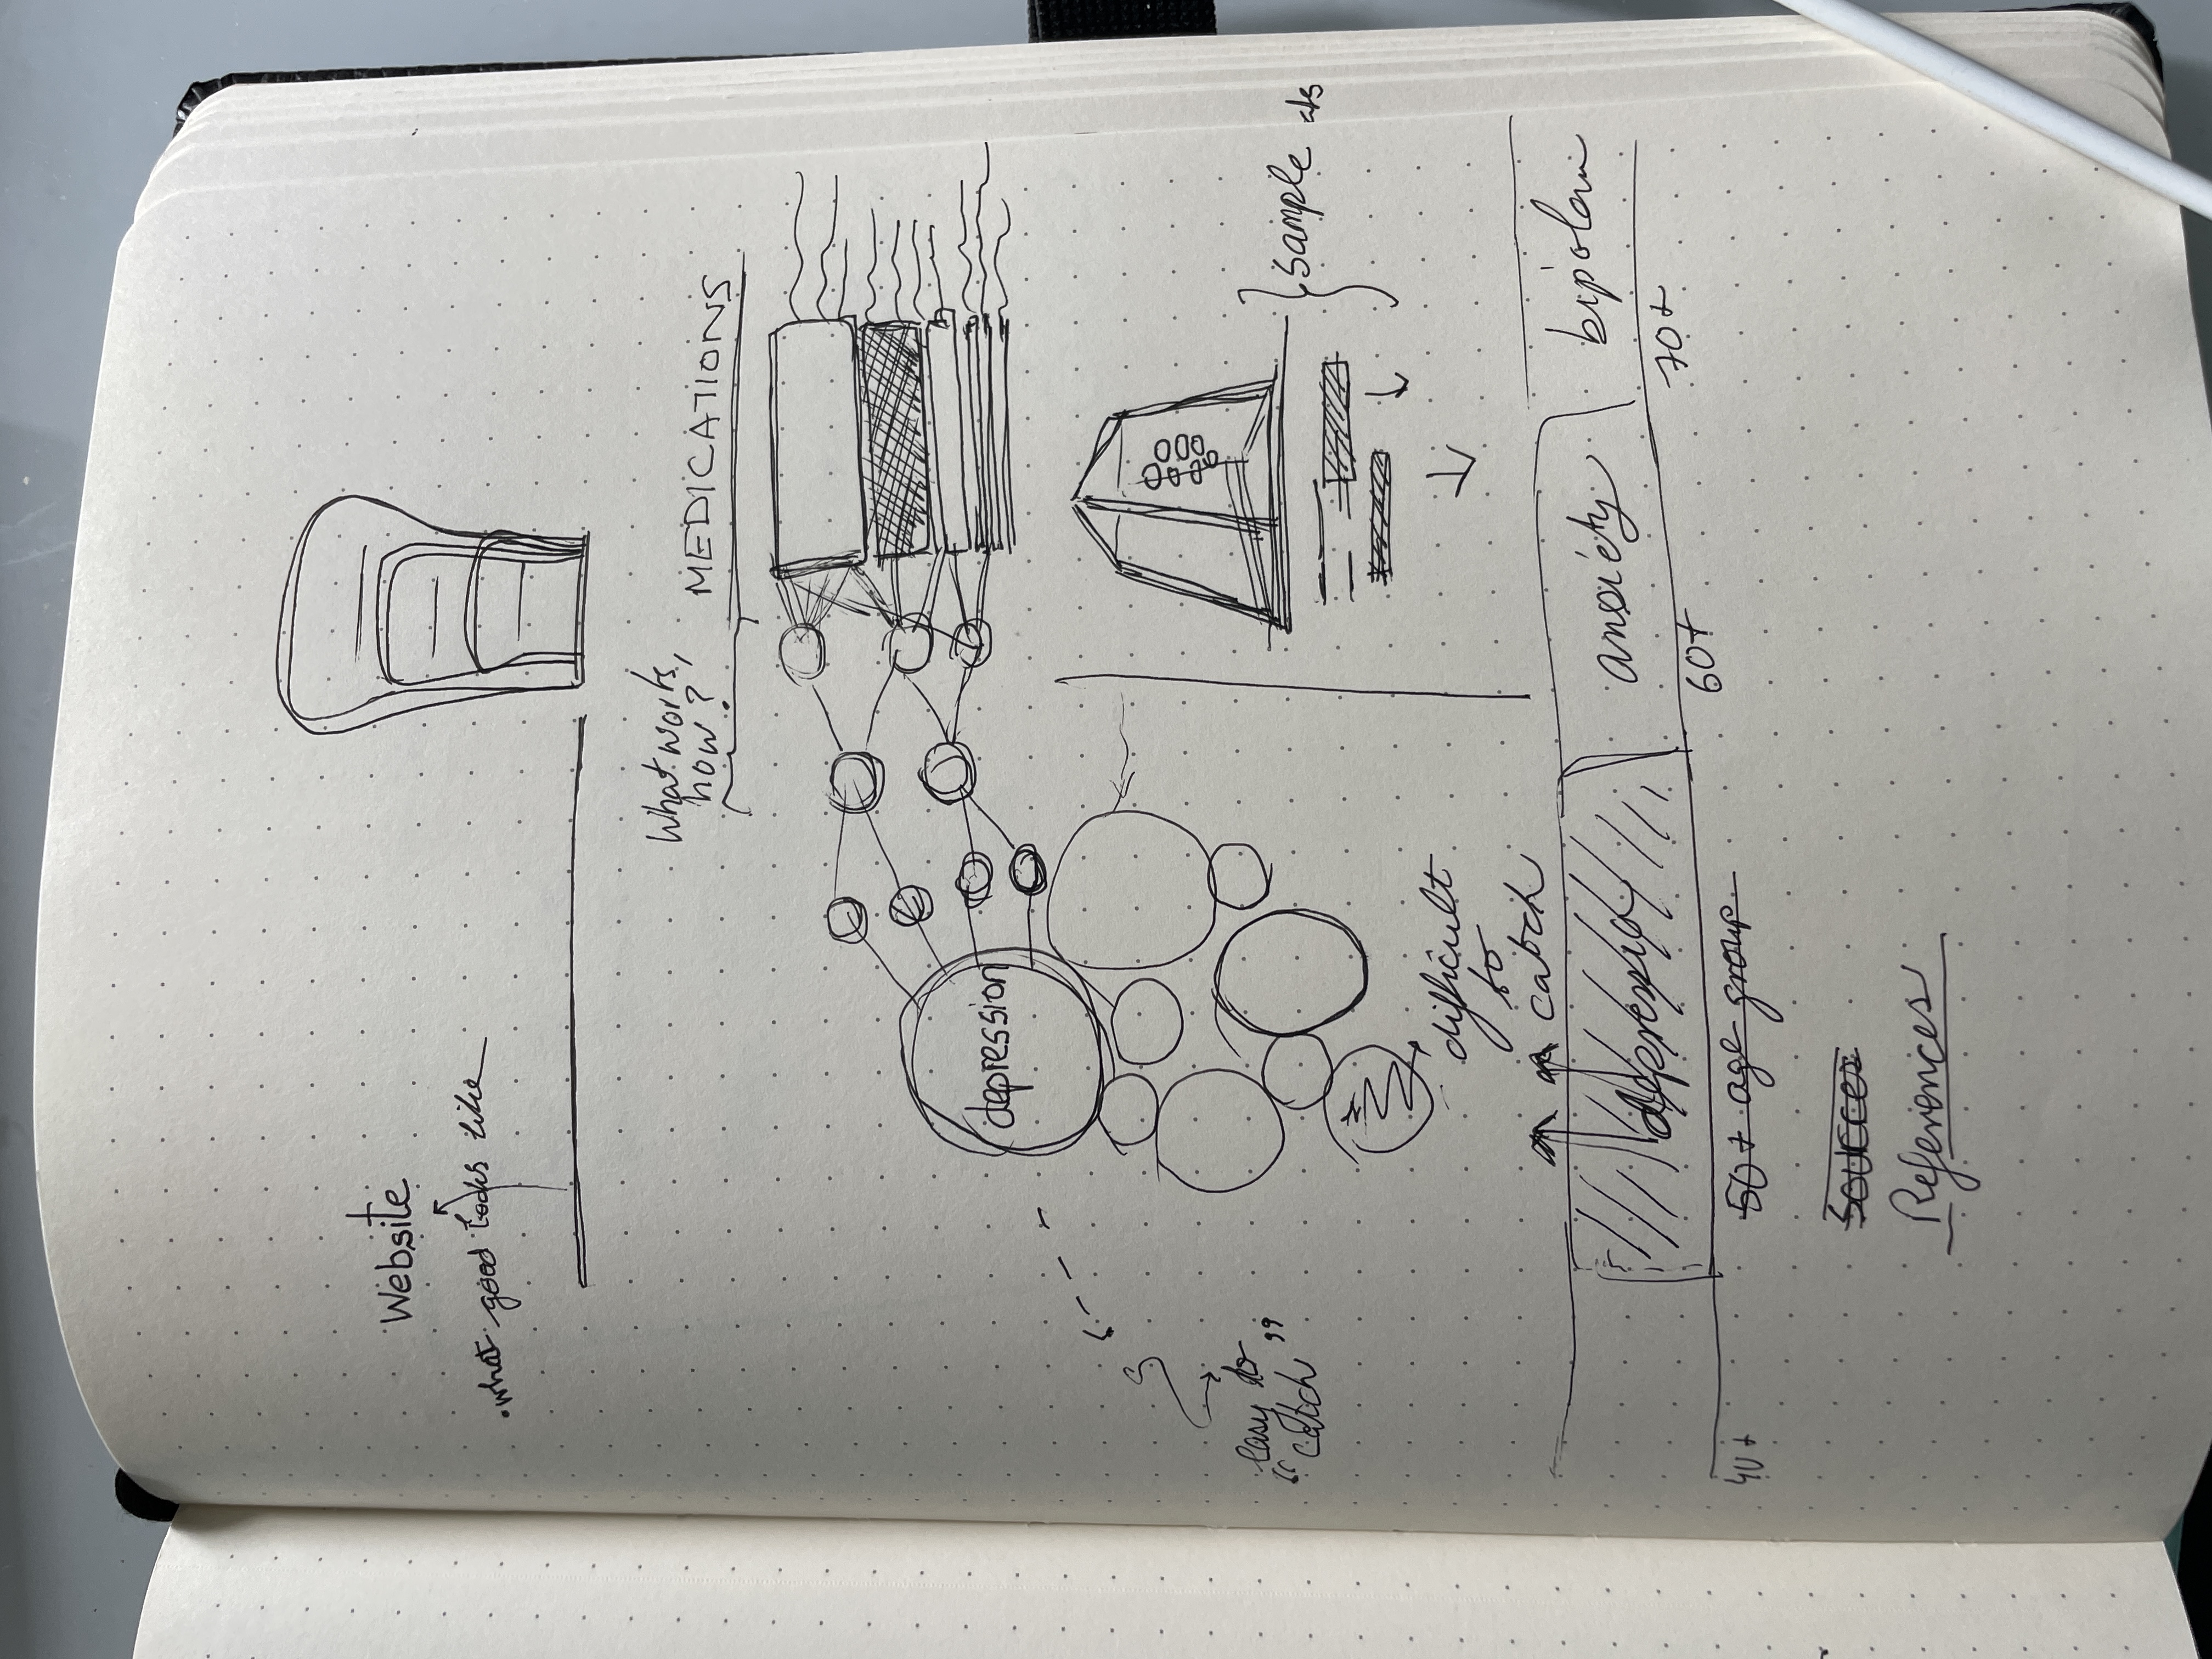 Website
.what good looks like
What works,
how?
MEDICATIONS
depression
easy to
"catch"
sample
difficult
to
catch
depression
anxiety
bipolar
40+
50+ age group
60+
70+
Sources
References